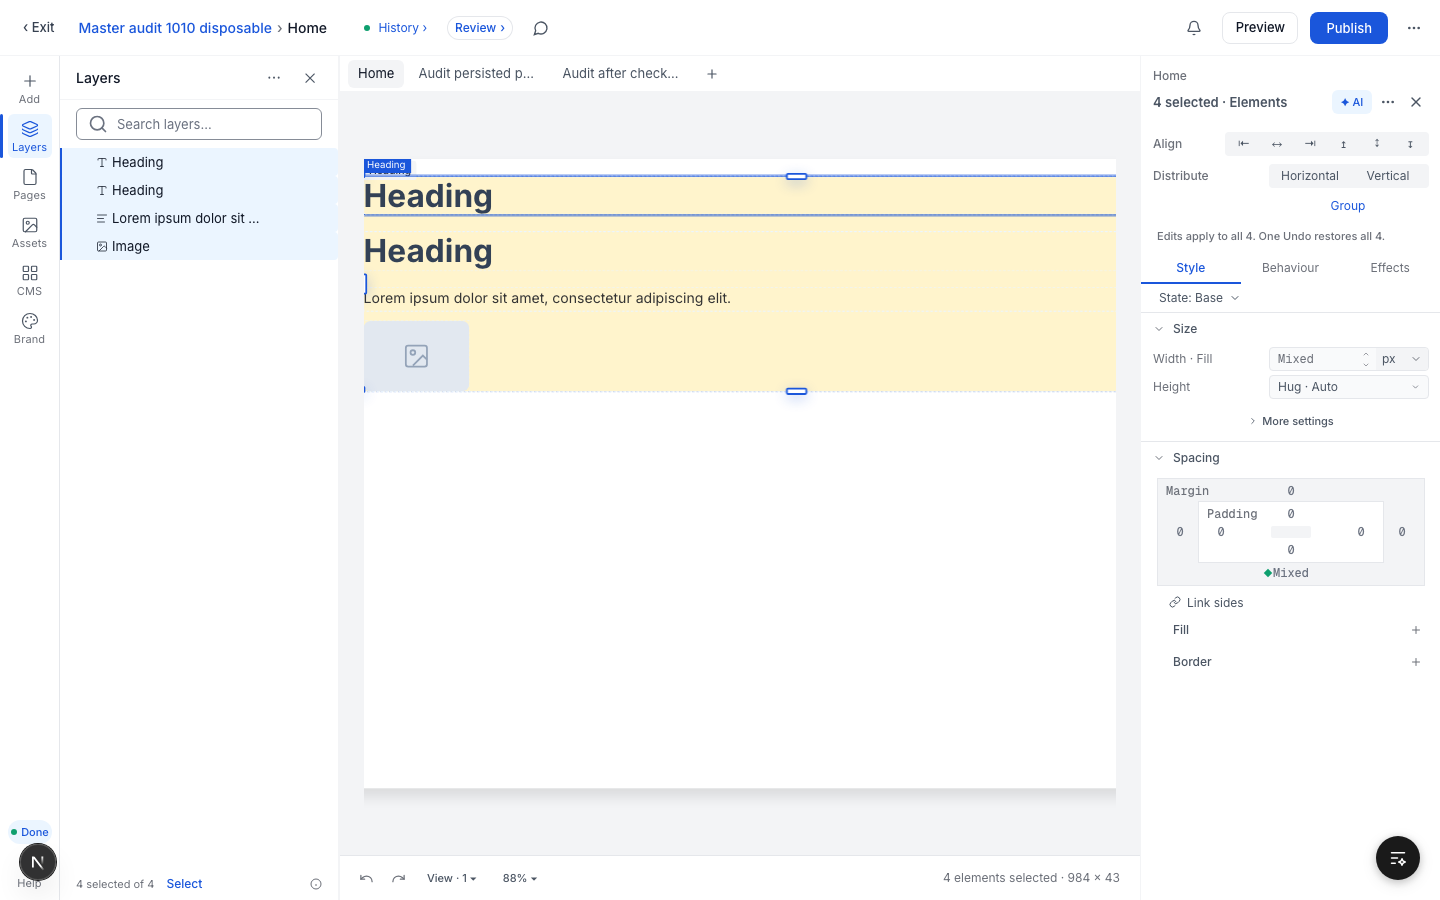 ‹ Exit
Master audit 1010 disposable › Home
History ›
Review ›
Preview
Publish
Add
Layers
Pages
Assets
CMS
Brand
Done
N
Help
Layers
Search layers...
Heading
Heading
Lorem ipsum dolor sit ...
Image
4 selected of 4
Select
Home
Audit persisted p...
Audit after check...
Heading
Heading
Heading
Lorem ipsum dolor sit amet, consectetur adipiscing elit.
View · 1
88%
4 elements selected · 984 × 43
Home
4 selected · Elements
AI
Align
Distribute
Horizontal
Vertical
Group
Edits apply to all 4. One Undo restores all 4.
Style
Behaviour
Effects
State: Base
Size
Width · Fill
Mixed
px
Height
Hug · Auto
More settings
Spacing
Margin
0
Padding
0
0
0
0
0
0
Mixed
Link sides
Fill
Border